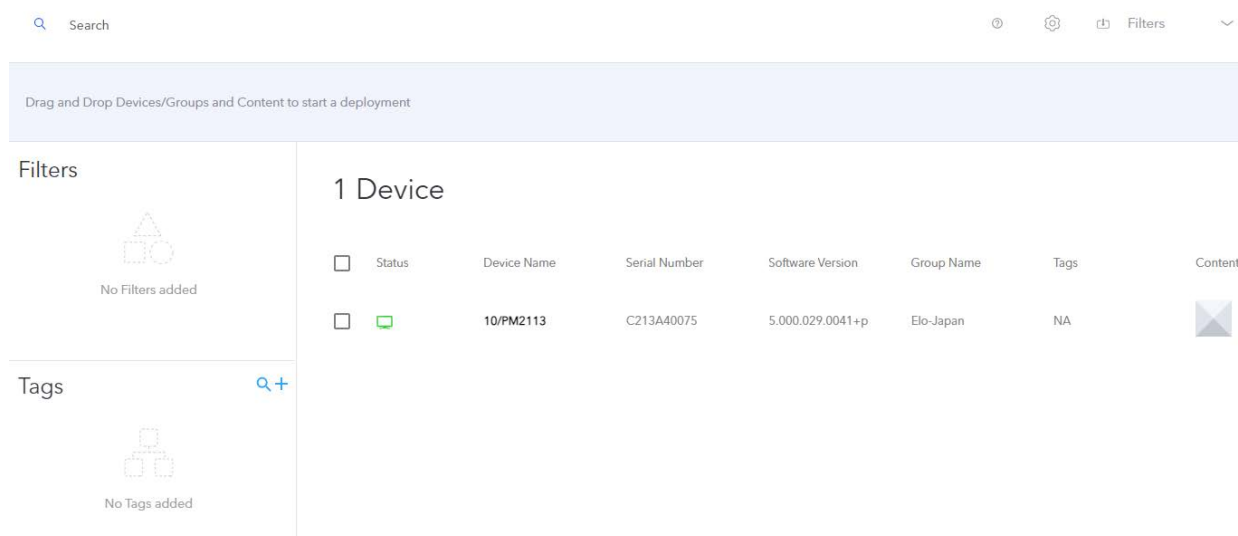 Search
Filters
Drag and Drop Devices/Groups and Content to start a deployment
Filters
No Filters added
Tags
No Tags added
1 Device
Status Device Name Serial Number Software Version Group Name Tags Content
10/PM2113 C213A40075 5.000.029.0041+p Elo-Japan NA